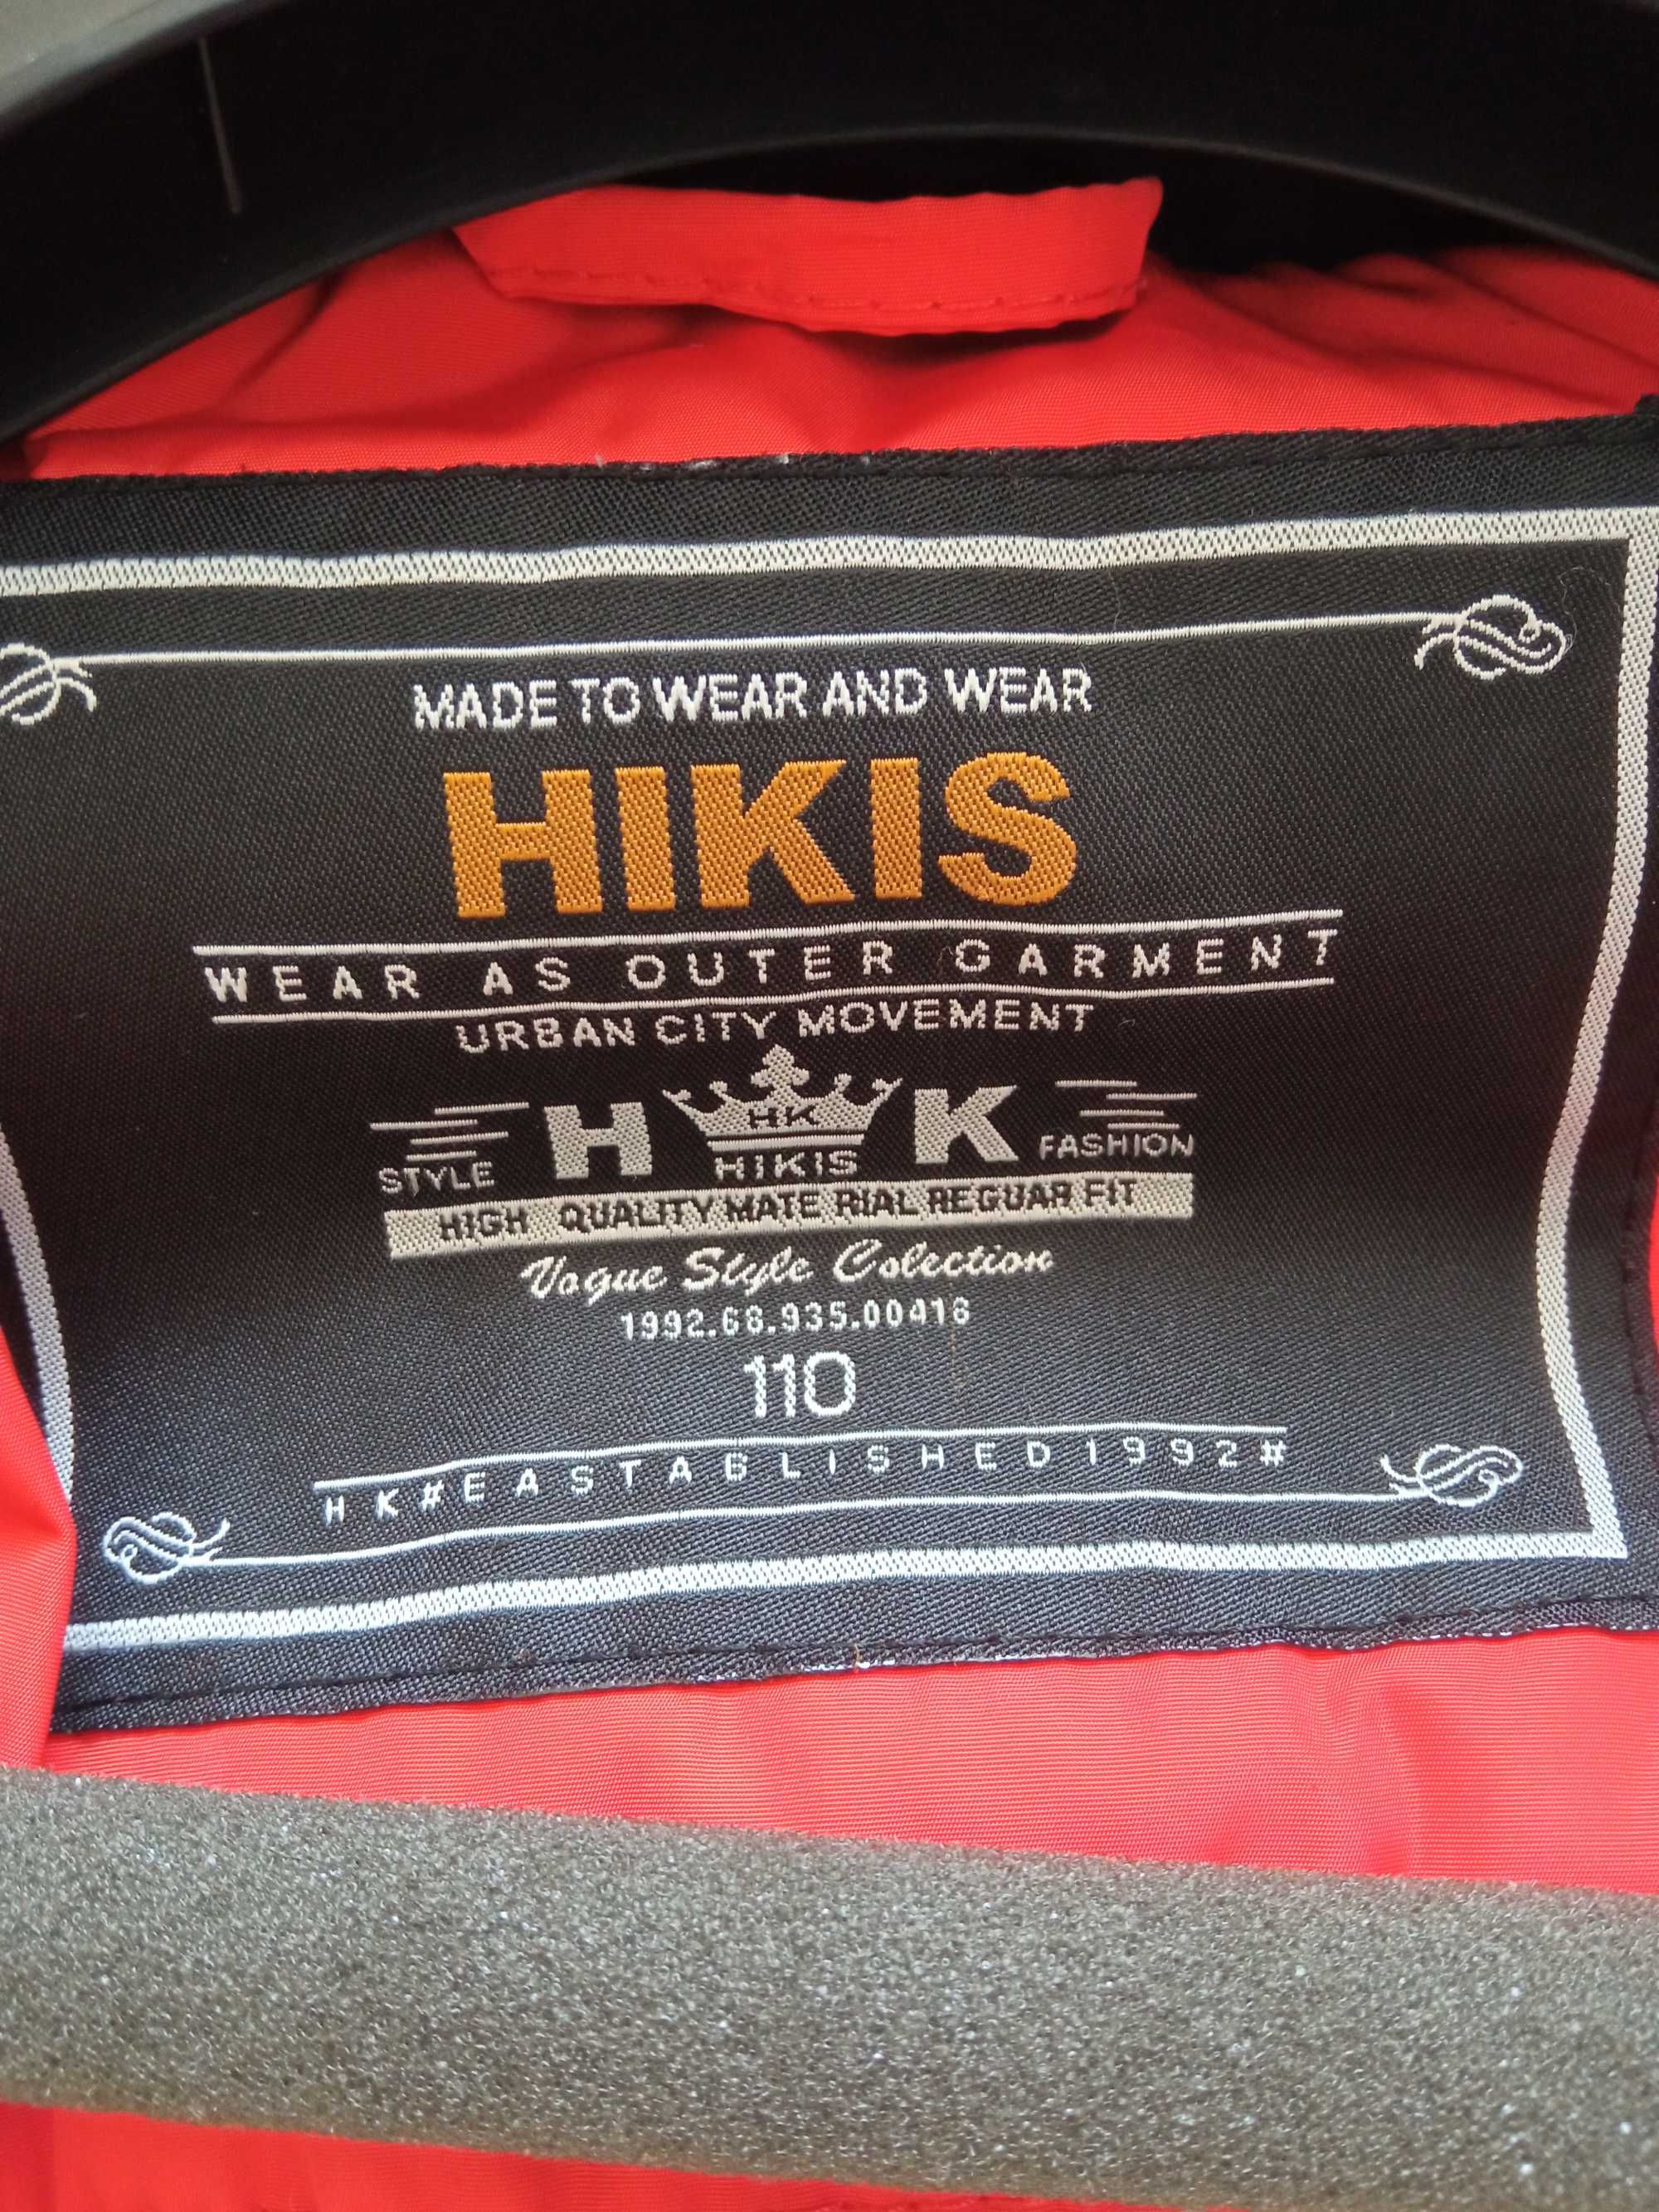 MADE TO WEAR AND WEAR
HIKIS
WEAR AS OUTER GARMENT
URBAN CITY MOVEMENT
H HK K
STYLE HIKIS FASHION
HIGH QUALITY MATE RIAL REGUAR FIT
Vogue Style Colection
1992.68.935.00416
110
HK#EASTABLISHED1992#